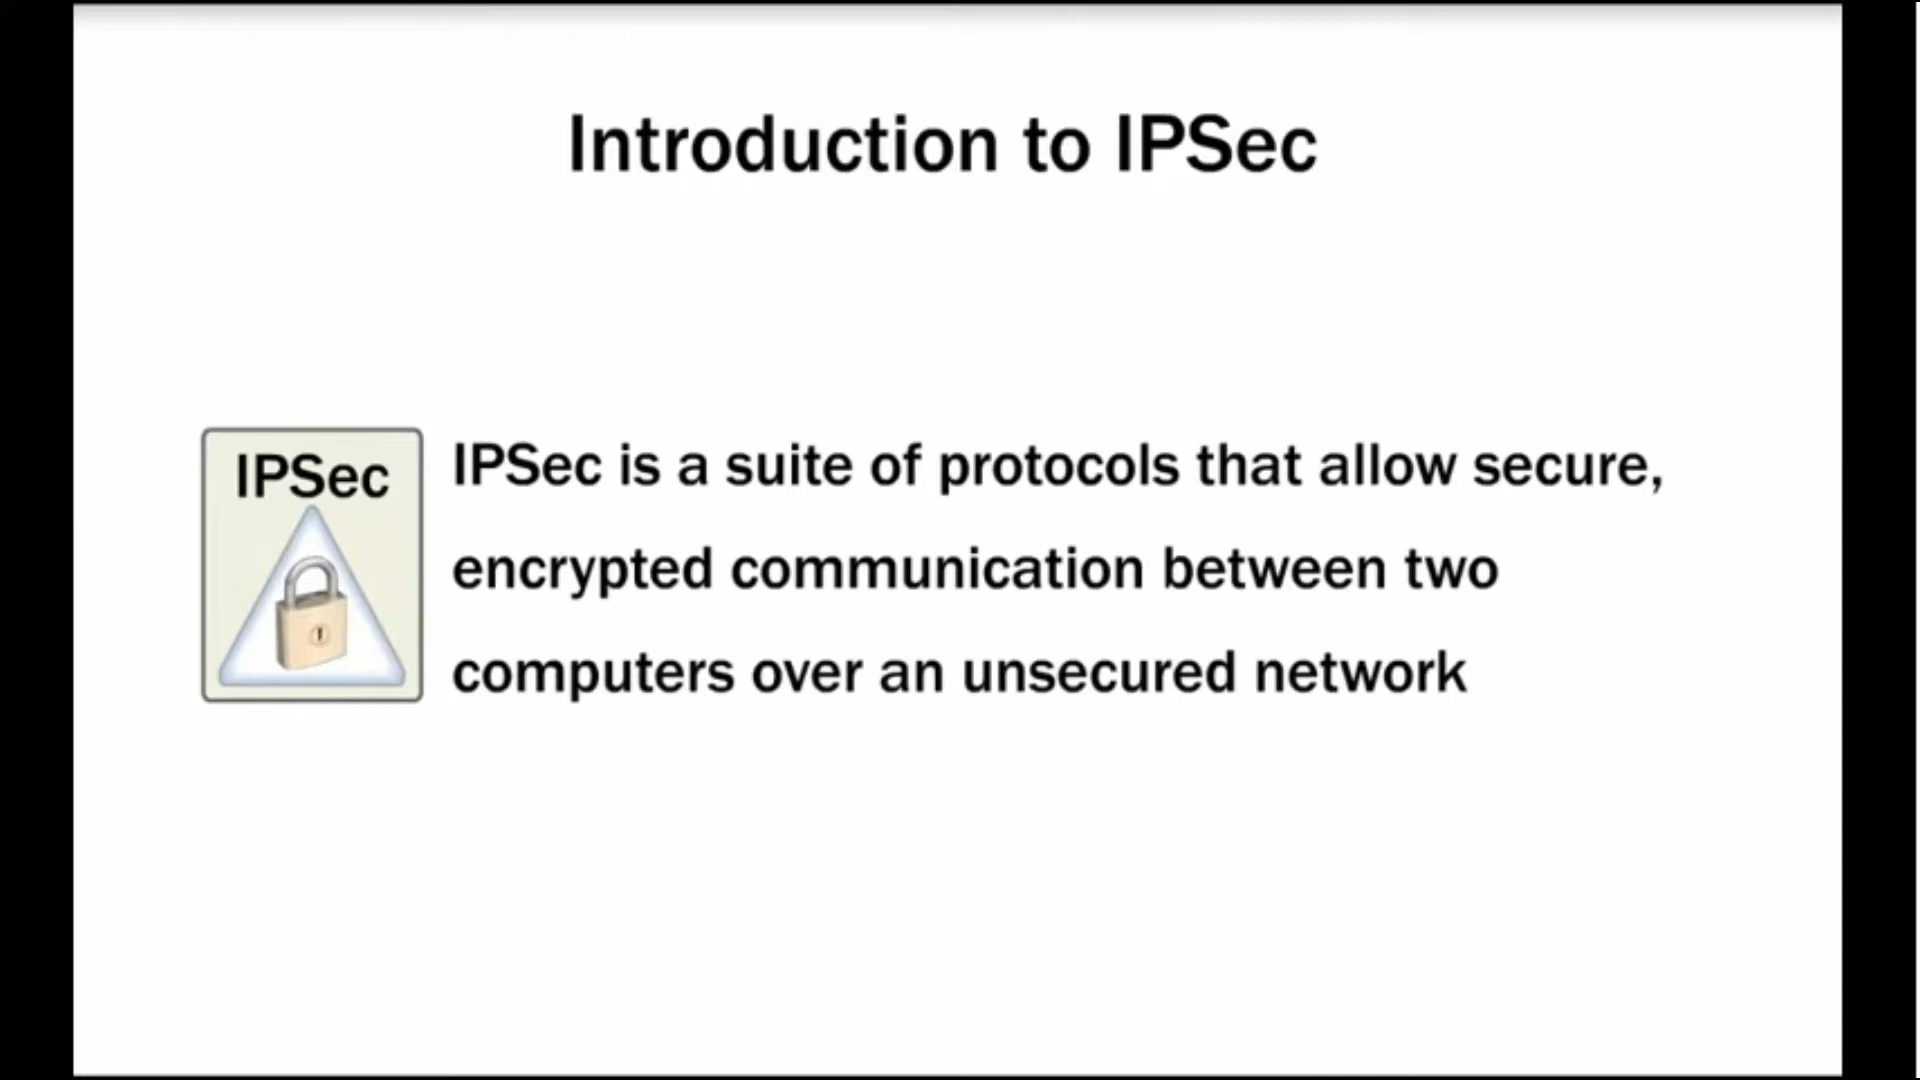 Introduction to IPSec
IPSec
IPSec is a suite of protocols that allow secure,
encrypted communication between two
computers over an unsecured network